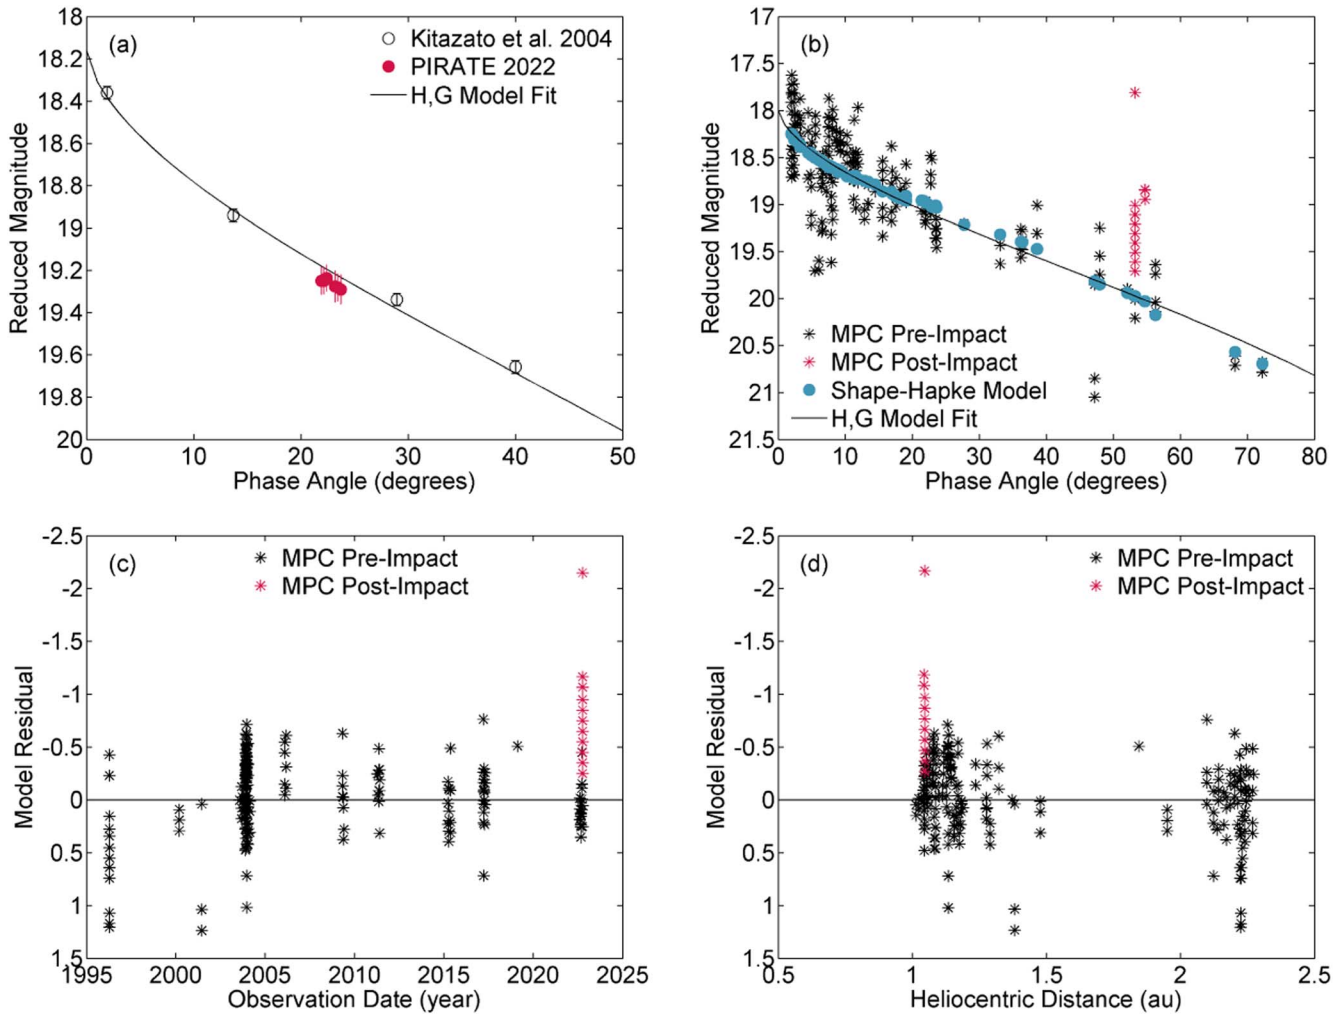 (a)
Kitazato et al. 2004
PIRATE 2022
H,G Model Fit
18
18.2
18.4
18.6
18.8
19
19.2
19.4
19.6
19.8
20
Reduced Magnitude
0 10 20 30 40 50
Phase Angle (degrees)
(b)
17
17.5
18
18.5
19
19.5
20
20.5
21
21.5
Reduced Magnitude
MPC Pre-Impact
MPC Post-Impact
Shape-Hapke Model
H,G Model Fit
0 10 20 30 40 50 60 70 80
Phase Angle (degrees)
(c)
MPC Pre-Impact
MPC Post-Impact
-2.5
-2
-1.5
-1
-0.5
0
0.5
1
1.5
Model Residual
1995 2000 2005 2010 2015 2020 2025
Observation Date (year)
(d)
MPC Pre-Impact
MPC Post-Impact
-2.5
-2
-1.5
-1
-0.5
0
0.5
1
1.5
Model Residual
0.5 1 1.5 2 2.5
Heliocentric Distance (au)